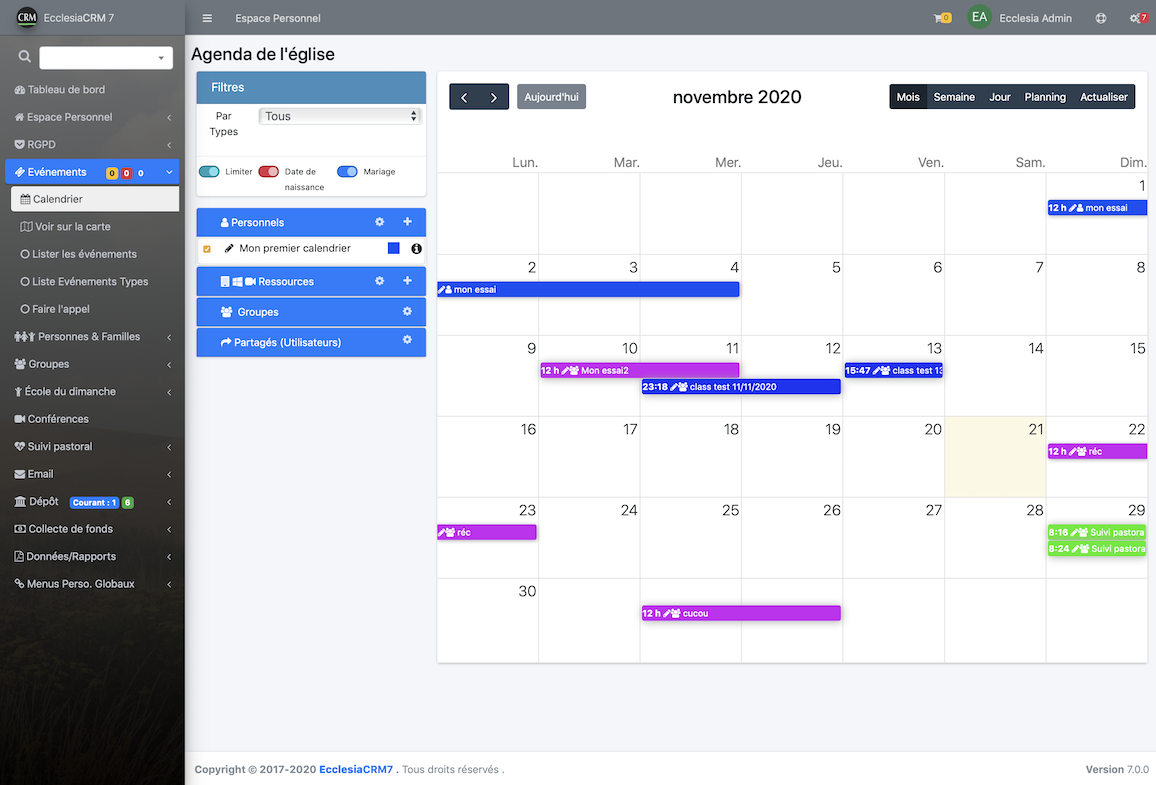 CRM EcclesiaCRM 7
Espace Personnel
0
EA Ecclesia Admin
7
Tableau de bord
Espace Personnel
RGPD
Evénements 0 0 0
Calendrier
Voir sur la carte
Lister les événements
Liste Evénements Types
Faire l'appel
Personnes & Familles
Groupes
École du dimanche
Conférences
Suivi pastoral
Email
Dépôt Courant : 1 6
Collecte de fonds
Données/Rapports
Menus Perso. Globaux
Agenda de l'église
Filtres
Par
Types
Tous
Limiter
Date de
naissance
Mariage
Personnels
Mon premier calendrier
Ressources
Groupes
Partagés (Utilisateurs)
Aujourd'hui
novembre 2020
Mois Semaine Jour Planning Actualiser
Lun. Mar. Mer. Jeu. Ven. Sam. Dim.
1
12 h mon essai
2 3 4 5 6 7 8
mon essai
9 10 11 12 13 14 15
12 h Mon essai2
15:47 class test 13
23:18 class test 11/11/2020
16 17 18 19 20 21 22
12 h réc
23 24 25 26 27 28 29
réc
8:16 Suivi pastora
8:24 Suivi pastora
30
12 h cucou
Copyright © 2017-2020 EcclesiaCRM7 . Tous droits réservés .
Version 7.0.0